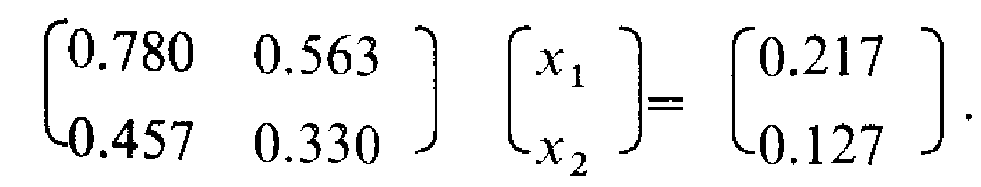 0.780 0.563 x₁ 0.217
=
0.457 0.330 x₂ 0.127 .